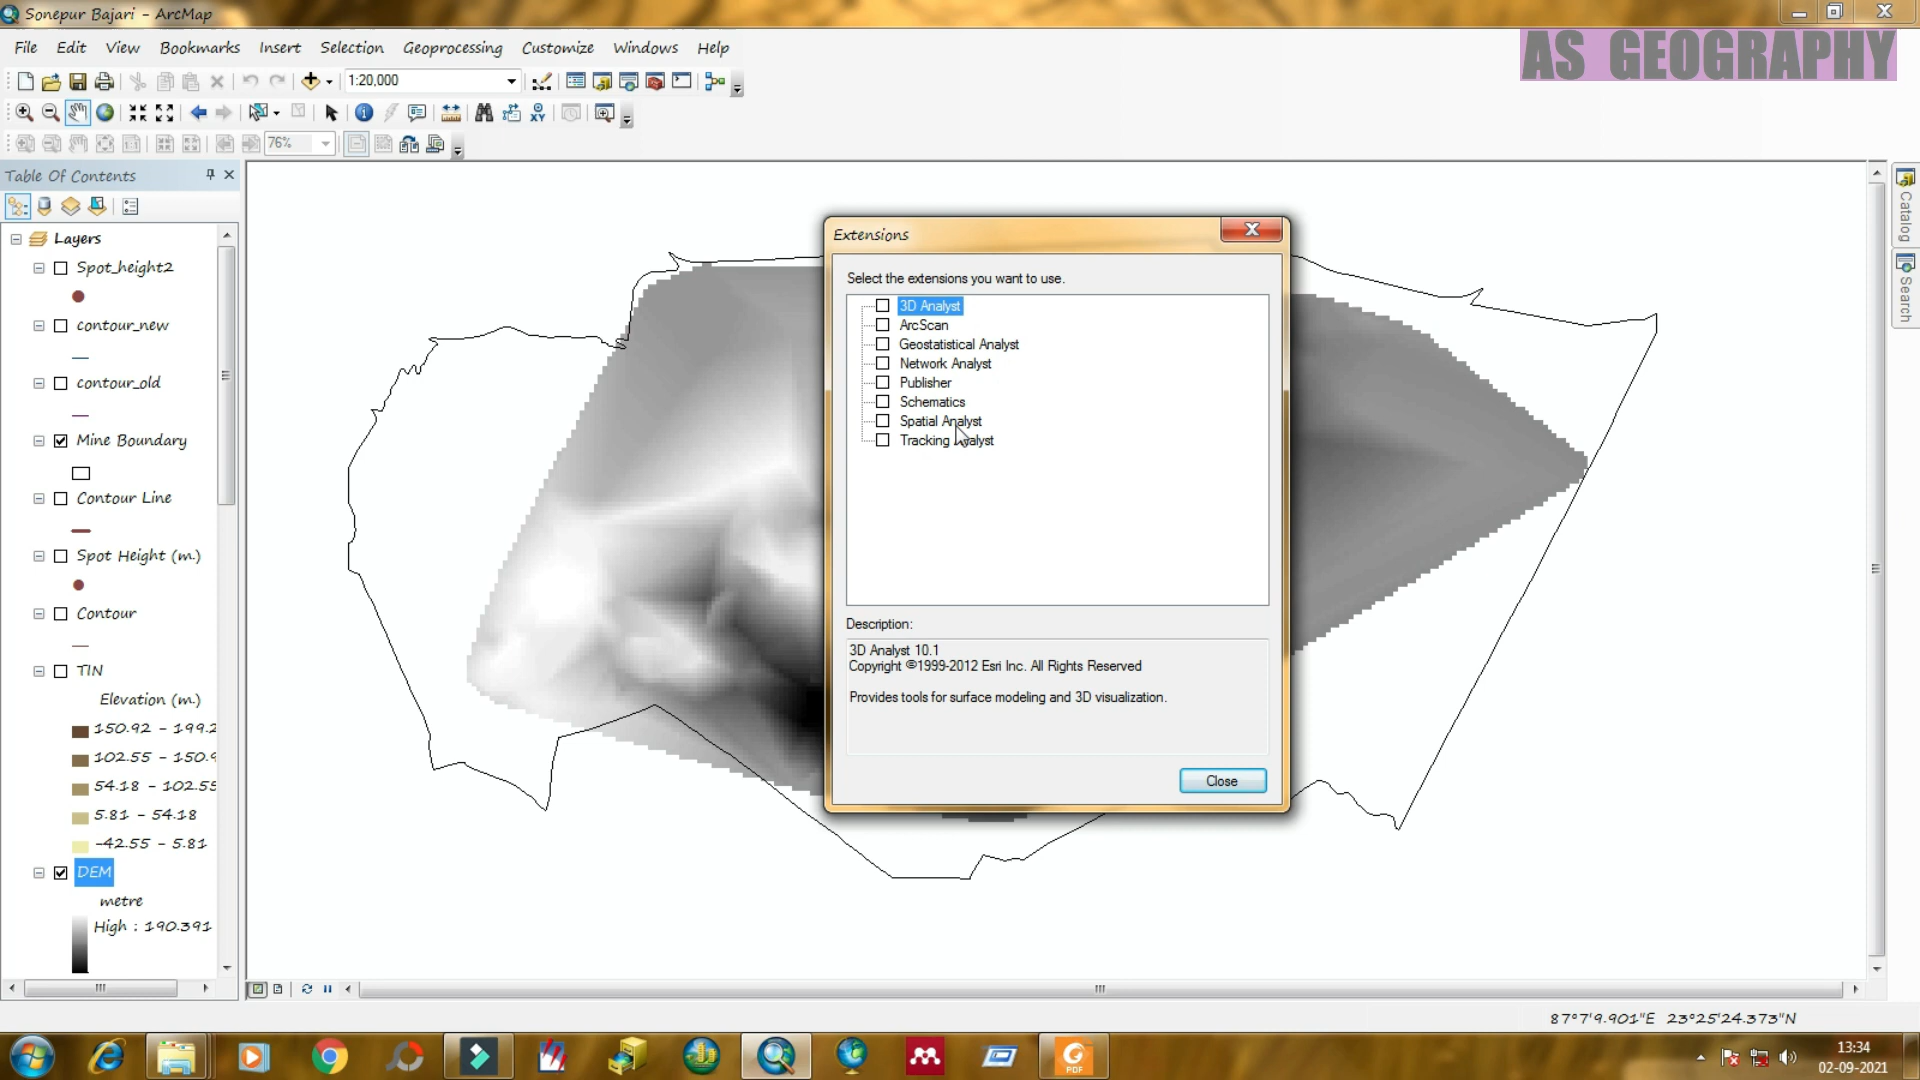 Sonepur Bajari - ArcMap
File Edit View Bookmarks Insert Selection Geoprocessing Customize Windows Help
AS GEOGRAPHY
1:20,000
XY
1:1
76%
Table Of Contents
Layers
Spot_height2
contour_new
contour_old
Mine Boundary
Contour Line
Spot Height (m.)
Contour
TIN
Elevation (m.)
150.92 - 199.2
102.55 - 150.9
54.18 - 102.55
5.81 - 54.18
-42.55 - 5.81
DEM
metre
High : 190.391
Extensions
Select the extensions you want to use.
3D Analyst
ArcScan
Geostatistical Analyst
Network Analyst
Publisher
Schematics
Spatial Analyst
Tracking Analyst
Description:
3D Analyst 10.1
Copyright ©1999-2012 Esri Inc. All Rights Reserved
Provides tools for surface modeling and 3D visualization.
Close
Catalog
Search
87°7'9.901"E 23°25'24.373"N
PDF
13:34
02-09-2021